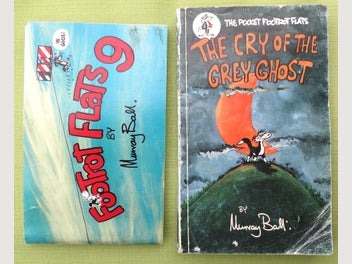 FOOTROT FLATS 9
BY
Murray Ball.
THE POCKET FOOTROT FLATS
THE CRY OF THE
GREY GHOST
BY
Murray Ball.